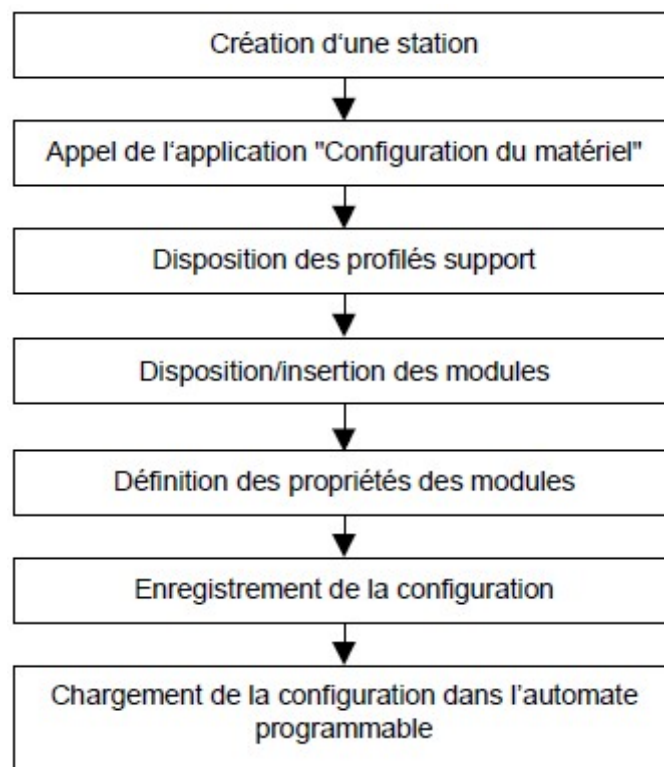 Création d‘une station
Appel de l‘application "Configuration du matériel"
Disposition des profilés support
Disposition/insertion des modules
Définition des propriétés des modules
Enregistrement de la configuration
Chargement de la configuration dans l’automate
programmable